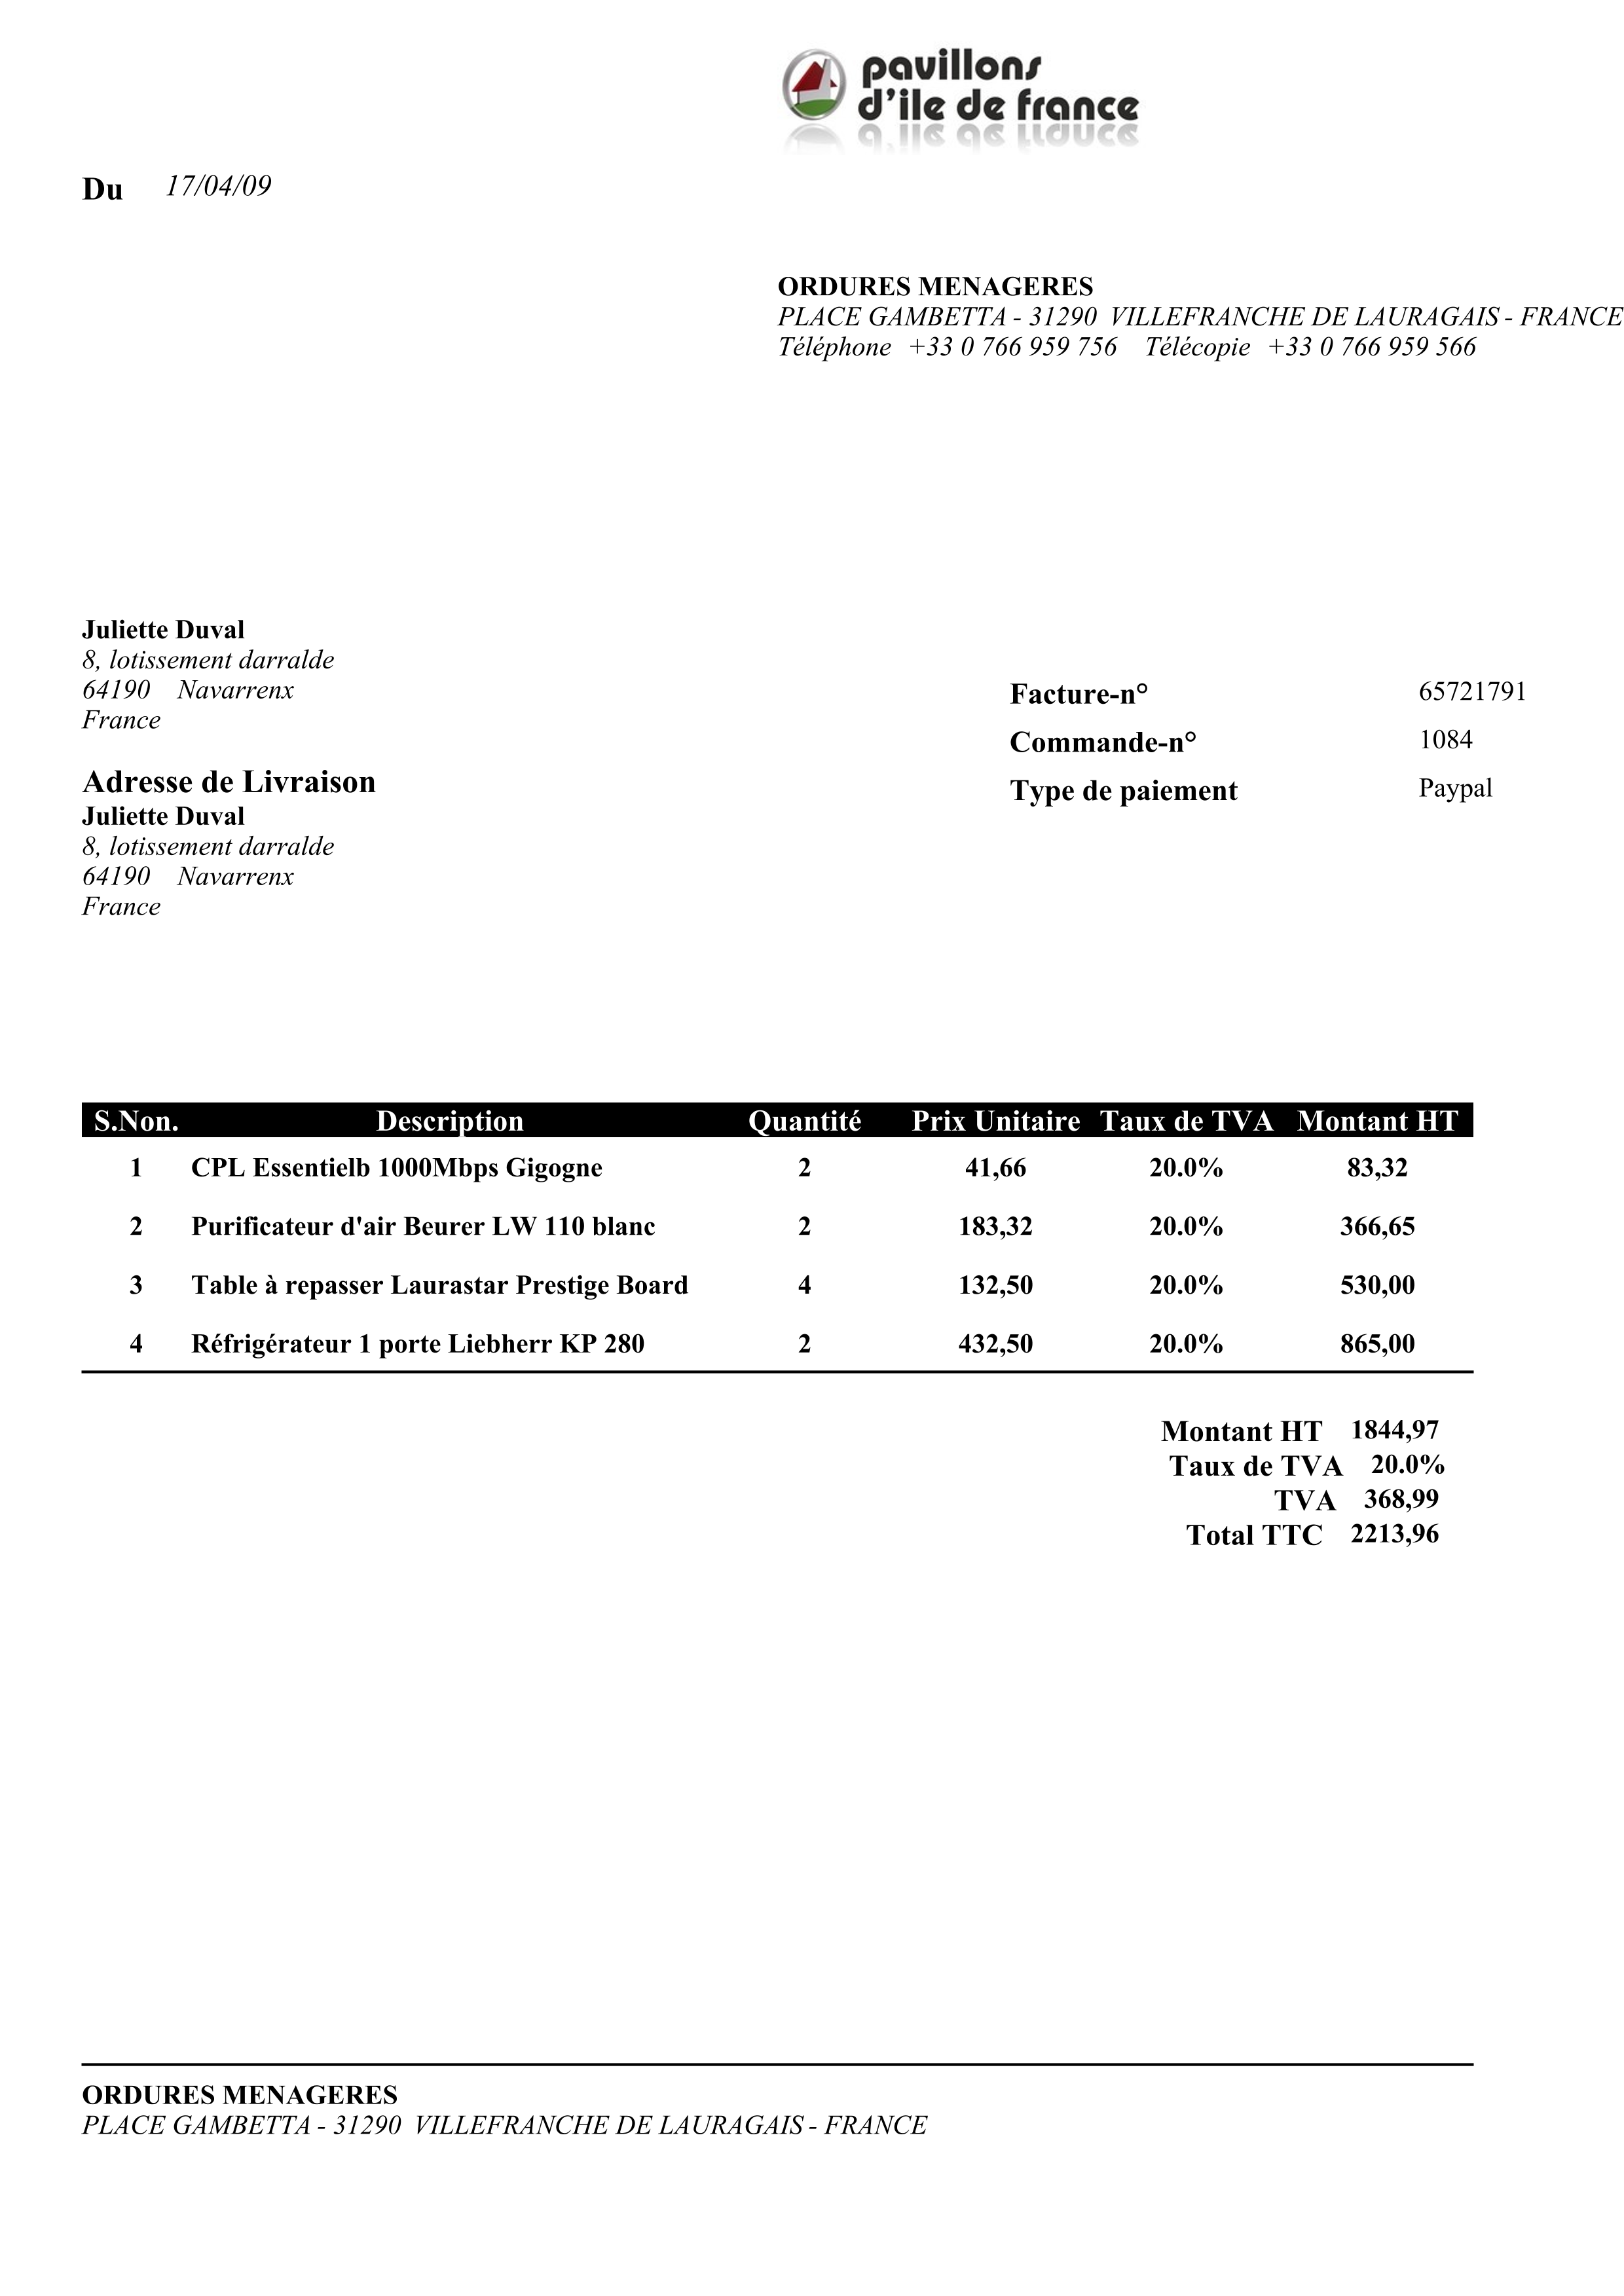 pavillons
d'ile de france
Du 17/04/09
ORDURES MENAGERES
PLACE GAMBETTA - 31290 VILLEFRANCHE DE LAURAGAIS - FRANCE
Téléphone +33 0 766 959 756 Télécopie +33 0 766 959 566
Juliette Duval
8, lotissement darralde
64190 Navarrenx
France
Facture-n° 65721791
Commande-n° 1084
Type de paiement Paypal
Adresse de Livraison
Juliette Duval
8, lotissement darralde
64190 Navarrenx
France
S.Non. Description Quantité Prix Unitaire Taux de TVA Montant HT
1 CPL Essentielb 1000Mbps Gigogne 2 41,66 20.0% 83,32
2 Purificateur d'air Beurer LW 110 blanc 2 183,32 20.0% 366,65
3 Table à repasser Laurastar Prestige Board 4 132,50 20.0% 530,00
4 Réfrigérateur 1 porte Liebherr KP 280 2 432,50 20.0% 865,00
Montant HT 1844,97
Taux de TVA 20.0%
TVA 368,99
Total TTC 2213,96
ORDURES MENAGERES
PLACE GAMBETTA - 31290 VILLEFRANCHE DE LAURAGAIS - FRANCE